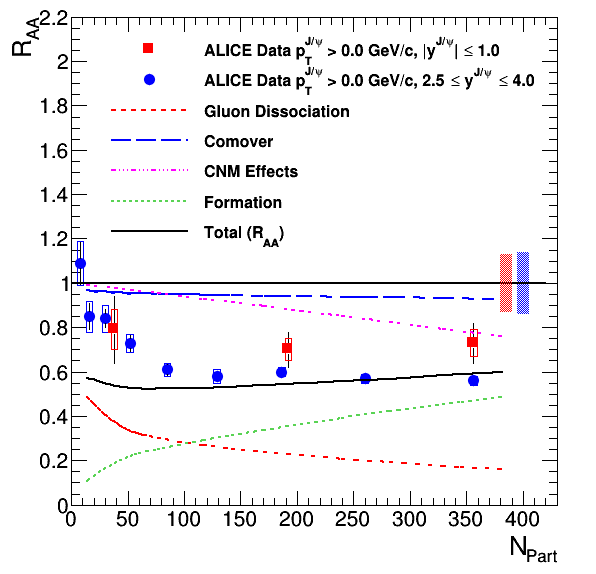 R_AA
2.2
2
1.8
1.6
1.4
1.2
1
0.8
0.6
0.4
0.2
0
ALICE Data p_T^{J/ψ} > 0.0 GeV/c, |y^{J/ψ}| ≤ 1.0
ALICE Data p_T^{J/ψ} > 0.0 GeV/c, 2.5 ≤ y^{J/ψ} ≤ 4.0
Gluon Dissociation
Comover
CNM Effects
Formation
Total (R_AA)
0 50 100 150 200 250 300 350 400
N_Part